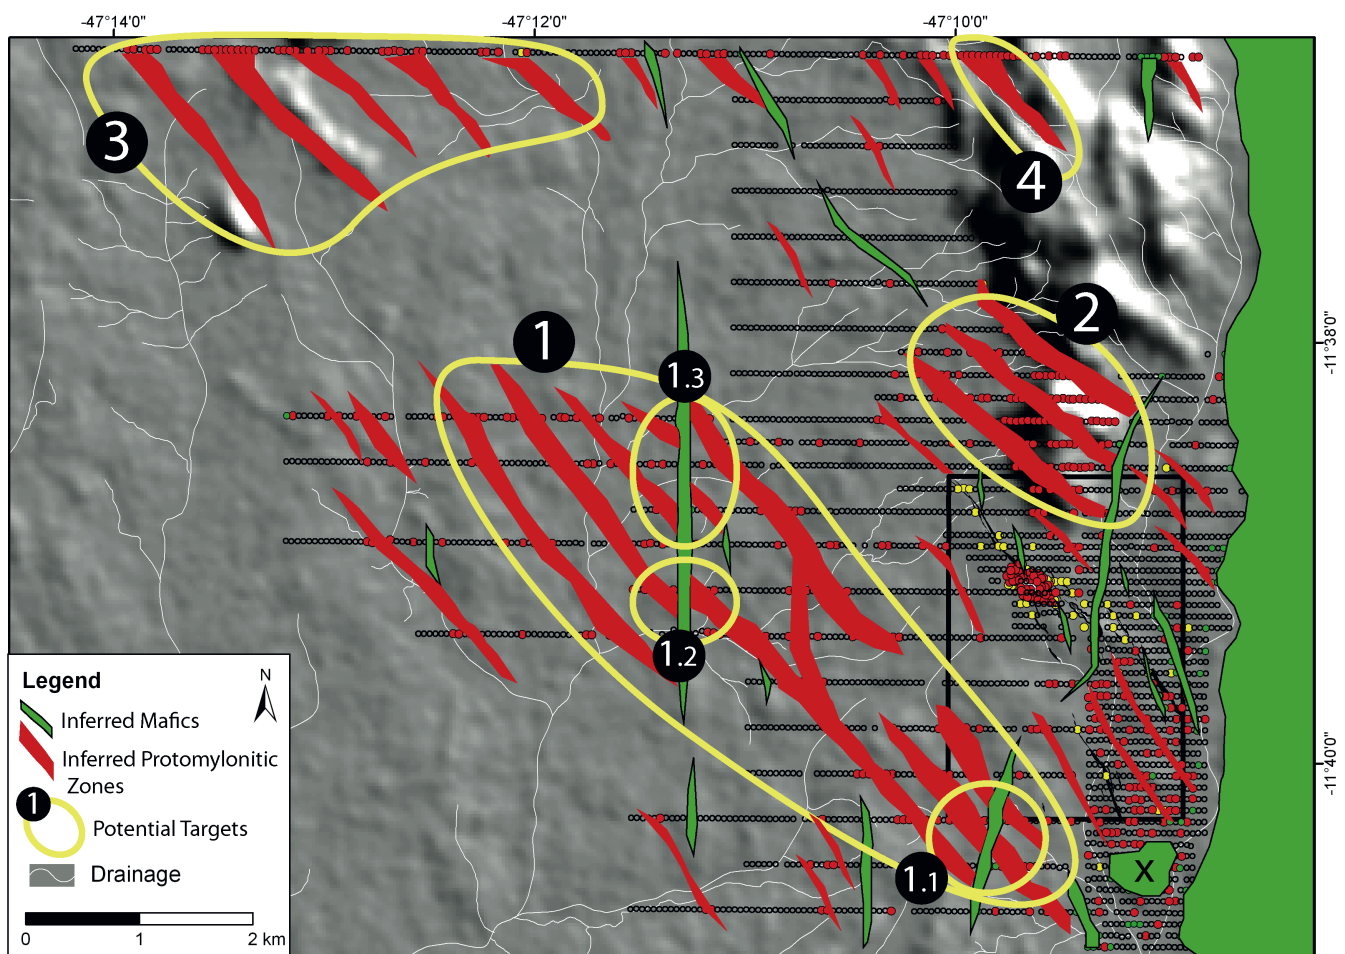 -47°14'0"
-47°12'0"
-47°10'0"
3
4
2
-11°38'0"
1
1.3
1.2
-11°40'0"
1.1
X
N
Legend
Inferred Mafics
Inferred Protomylonitic
Zones
1
Potential Targets
Drainage
0
1
2 km